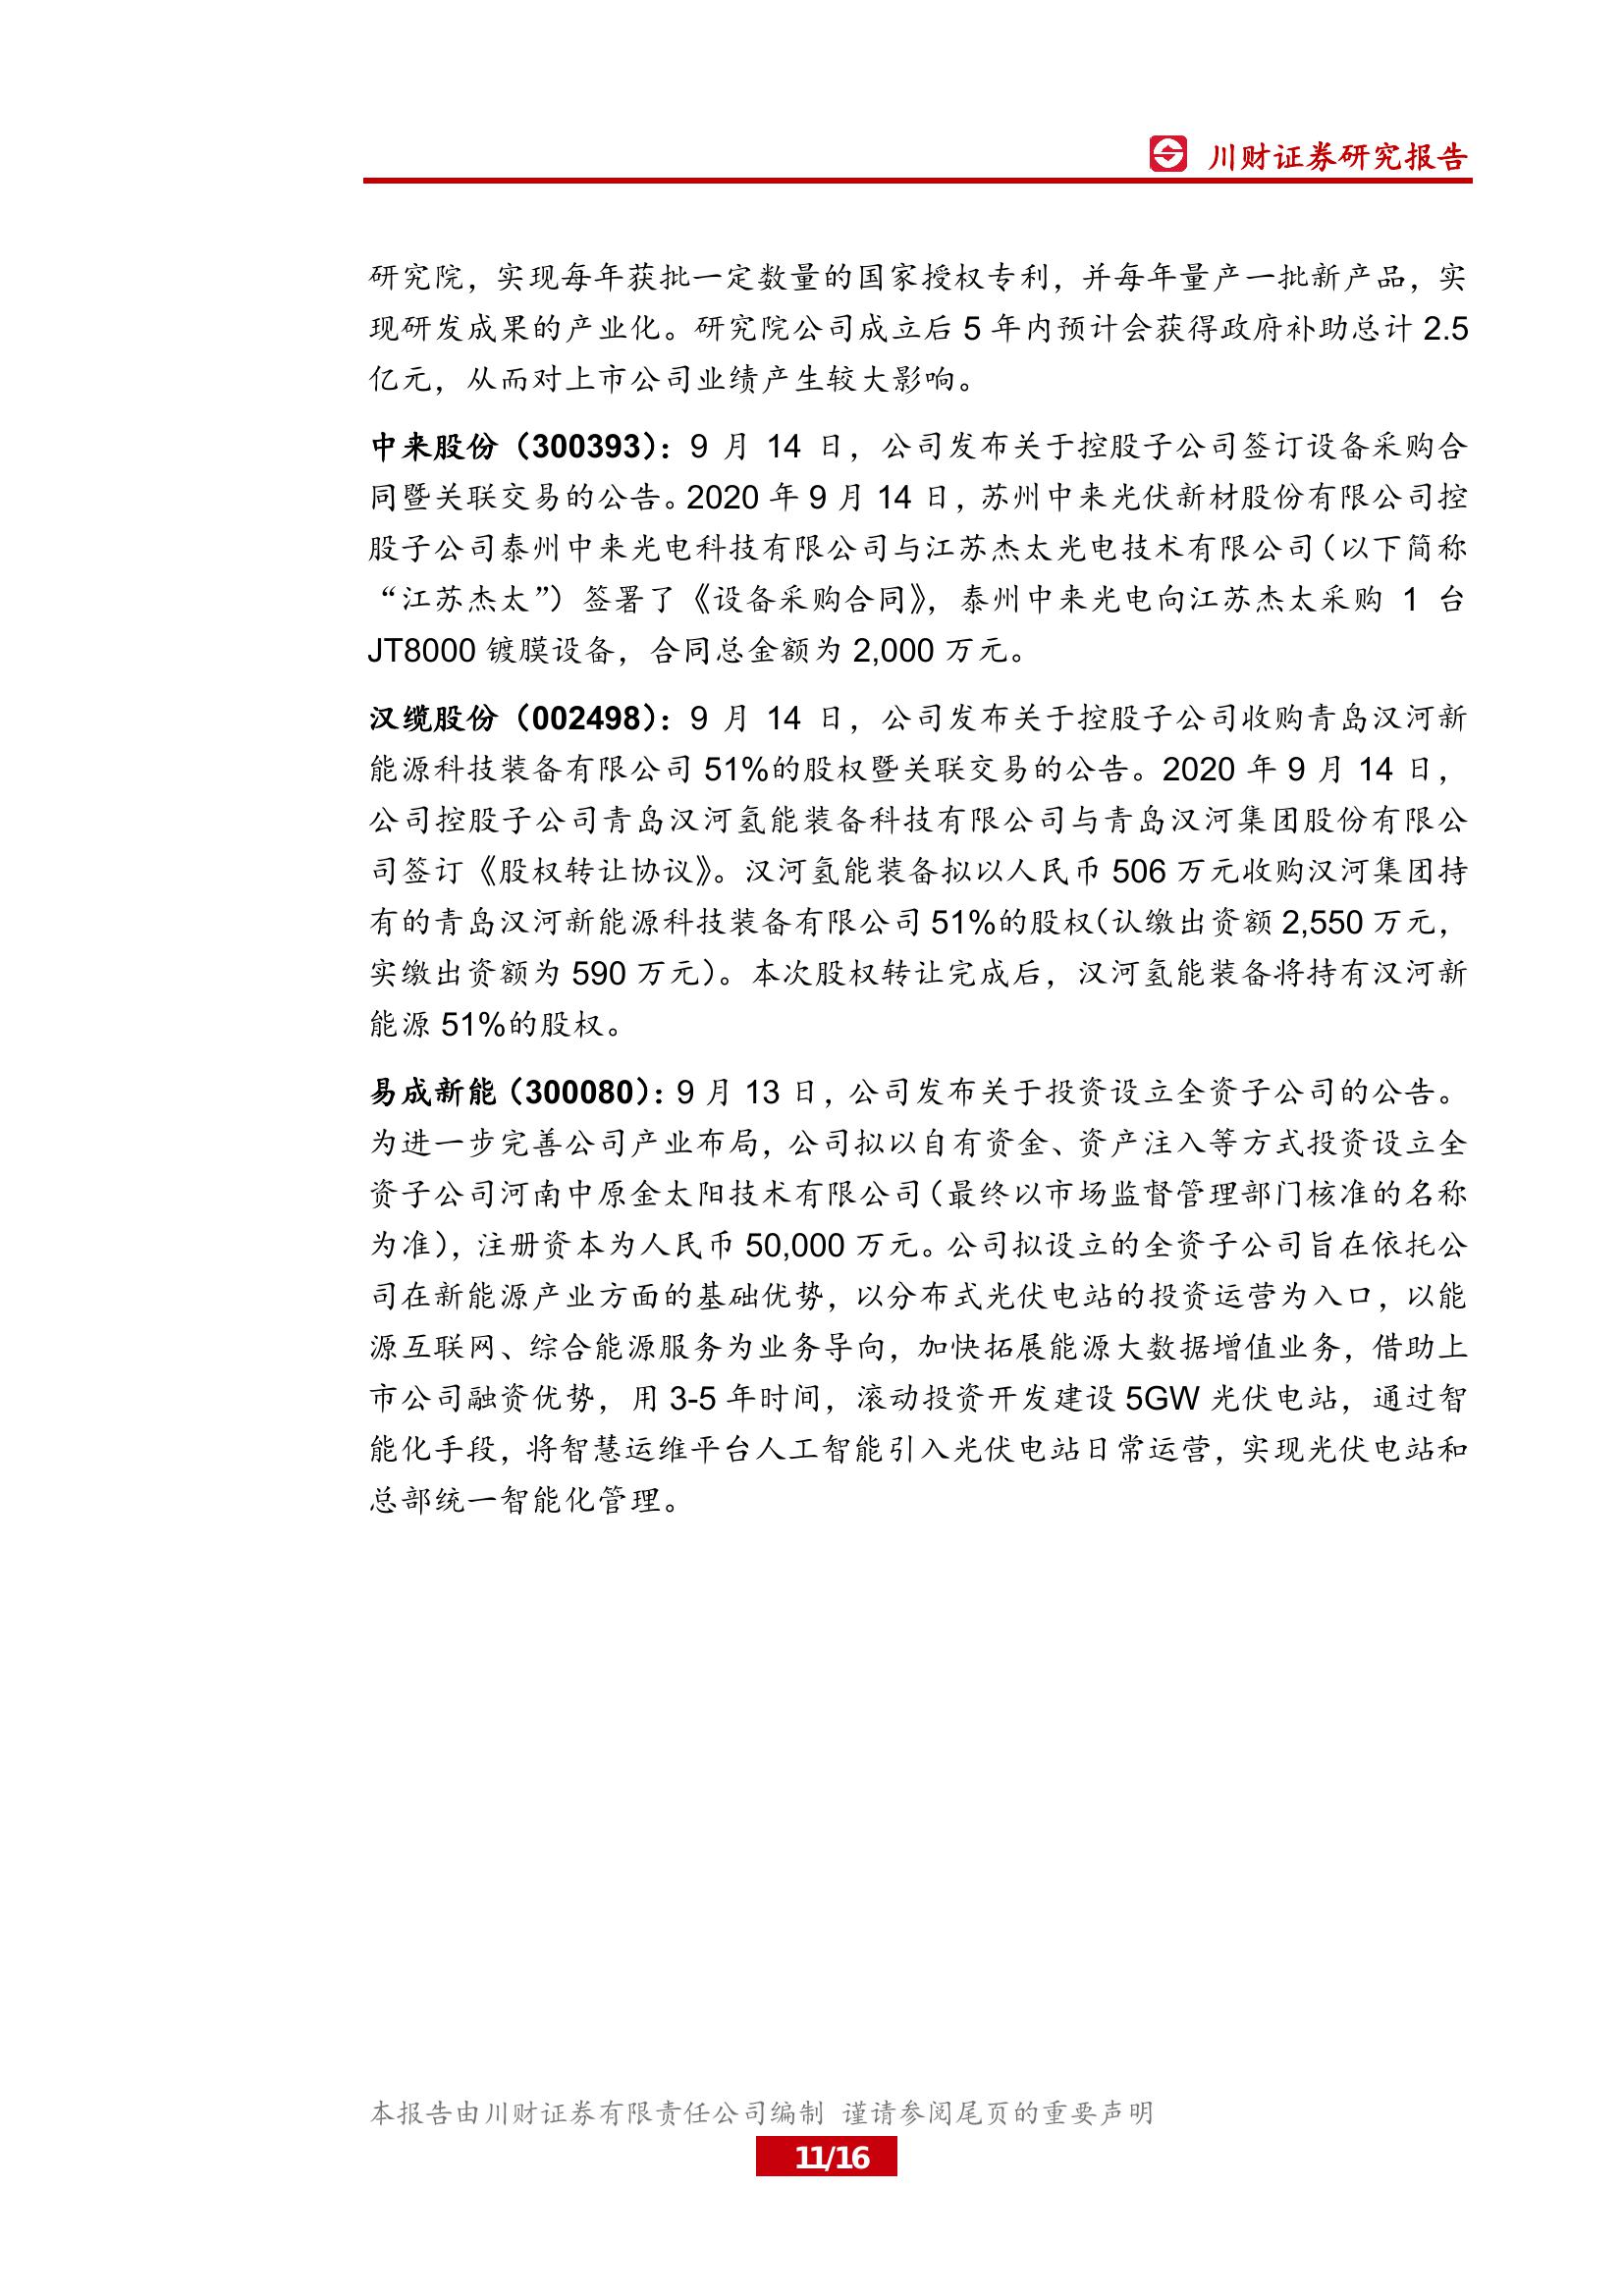 川财证券研究报告
研究院，实现每年获批一定数量的国家授权专利，并每年量产一批新产品，实
现研发成果的产业化。研究院公司成立后 5 年内预计会获得政府补助总计 2.5
亿元，从而对上市公司业绩产生较大影响。
中来股份（300393）：9 月 14 日，公司发布关于控股子公司签订设备采购合
同暨关联交易的公告。2020 年 9 月 14 日，苏州中来光伏新材股份有限公司控
股子公司泰州中来光电科技有限公司与江苏杰太光电技术有限公司（以下简称
“江苏杰太”）签署了《设备采购合同》，泰州中来光电向江苏杰太采购 1 台
JT8000 镀膜设备，合同总金额为 2,000 万元。
汉缆股份（002498）：9 月 14 日，公司发布关于控股子公司收购青岛汉河新
能源科技装备有限公司 51%的股权暨关联交易的公告。2020 年 9 月 14 日，
公司控股子公司青岛汉河氢能装备科技有限公司与青岛汉河集团股份有限公
司签订《股权转让协议》。汉河氢能装备拟以人民币 506 万元收购汉河集团持
有的青岛汉河新能源科技装备有限公司 51%的股权（认缴出资额 2,550 万元，
实缴出资额为 590 万元）。本次股权转让完成后，汉河氢能装备将持有汉河新
能源 51%的股权。
易成新能（300080）：9 月 13 日，公司发布关于投资设立全资子公司的公告。
为进一步完善公司产业布局，公司拟以自有资金、资产注入等方式投资设立全
资子公司河南中原金太阳技术有限公司（最终以市场监督管理部门核准的名称
为准），注册资本为人民币 50,000 万元。公司拟设立的全资子公司旨在依托公
司在新能源产业方面的基础优势，以分布式光伏电站的投资运营为入口，以能
源互联网、综合能源服务为业务导向，加快拓展能源大数据增值业务，借助上
市公司融资优势，用 3-5 年时间，滚动投资开发建设 5GW 光伏电站，通过智
能化手段，将智慧运维平台人工智能引入光伏电站日常运营，实现光伏电站和
总部统一智能化管理。
本报告由川财证券有限责任公司编制 谨请参阅尾页的重要声明
11/16